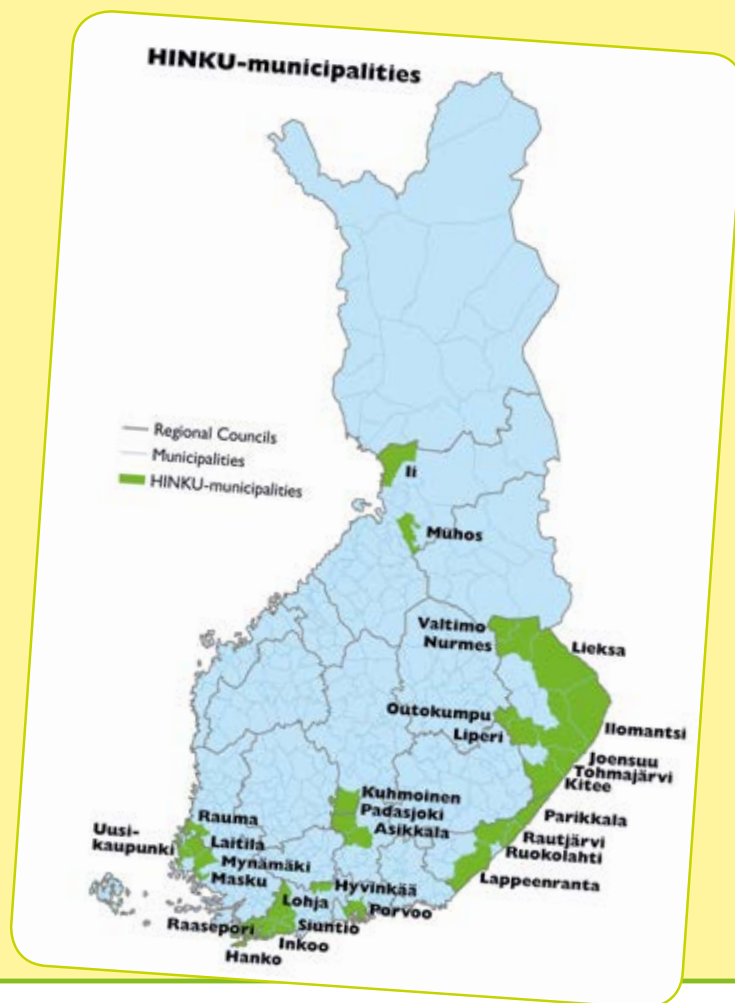 HINKU-municipalities
Regional Councils
Municipalities
HINKU-municipalities
Ii
Muhos
Valtimo
Nurmes
Lieksa
Outokumpu
Liperi
Ilomantsi
Joensuu
Tohmajärvi
Kitee
Kuhmoinen
Padasjoki
Asikkala
Parikkala
Rautjärvi
Ruokolahti
Lappeenranta
Rauma
Uusi-
kaupunki
Laitila
Mynämäki
Masku
Hyvinkää
Lohja
Porvoo
Siuntio
Raasepori
Inkoo
Hanko